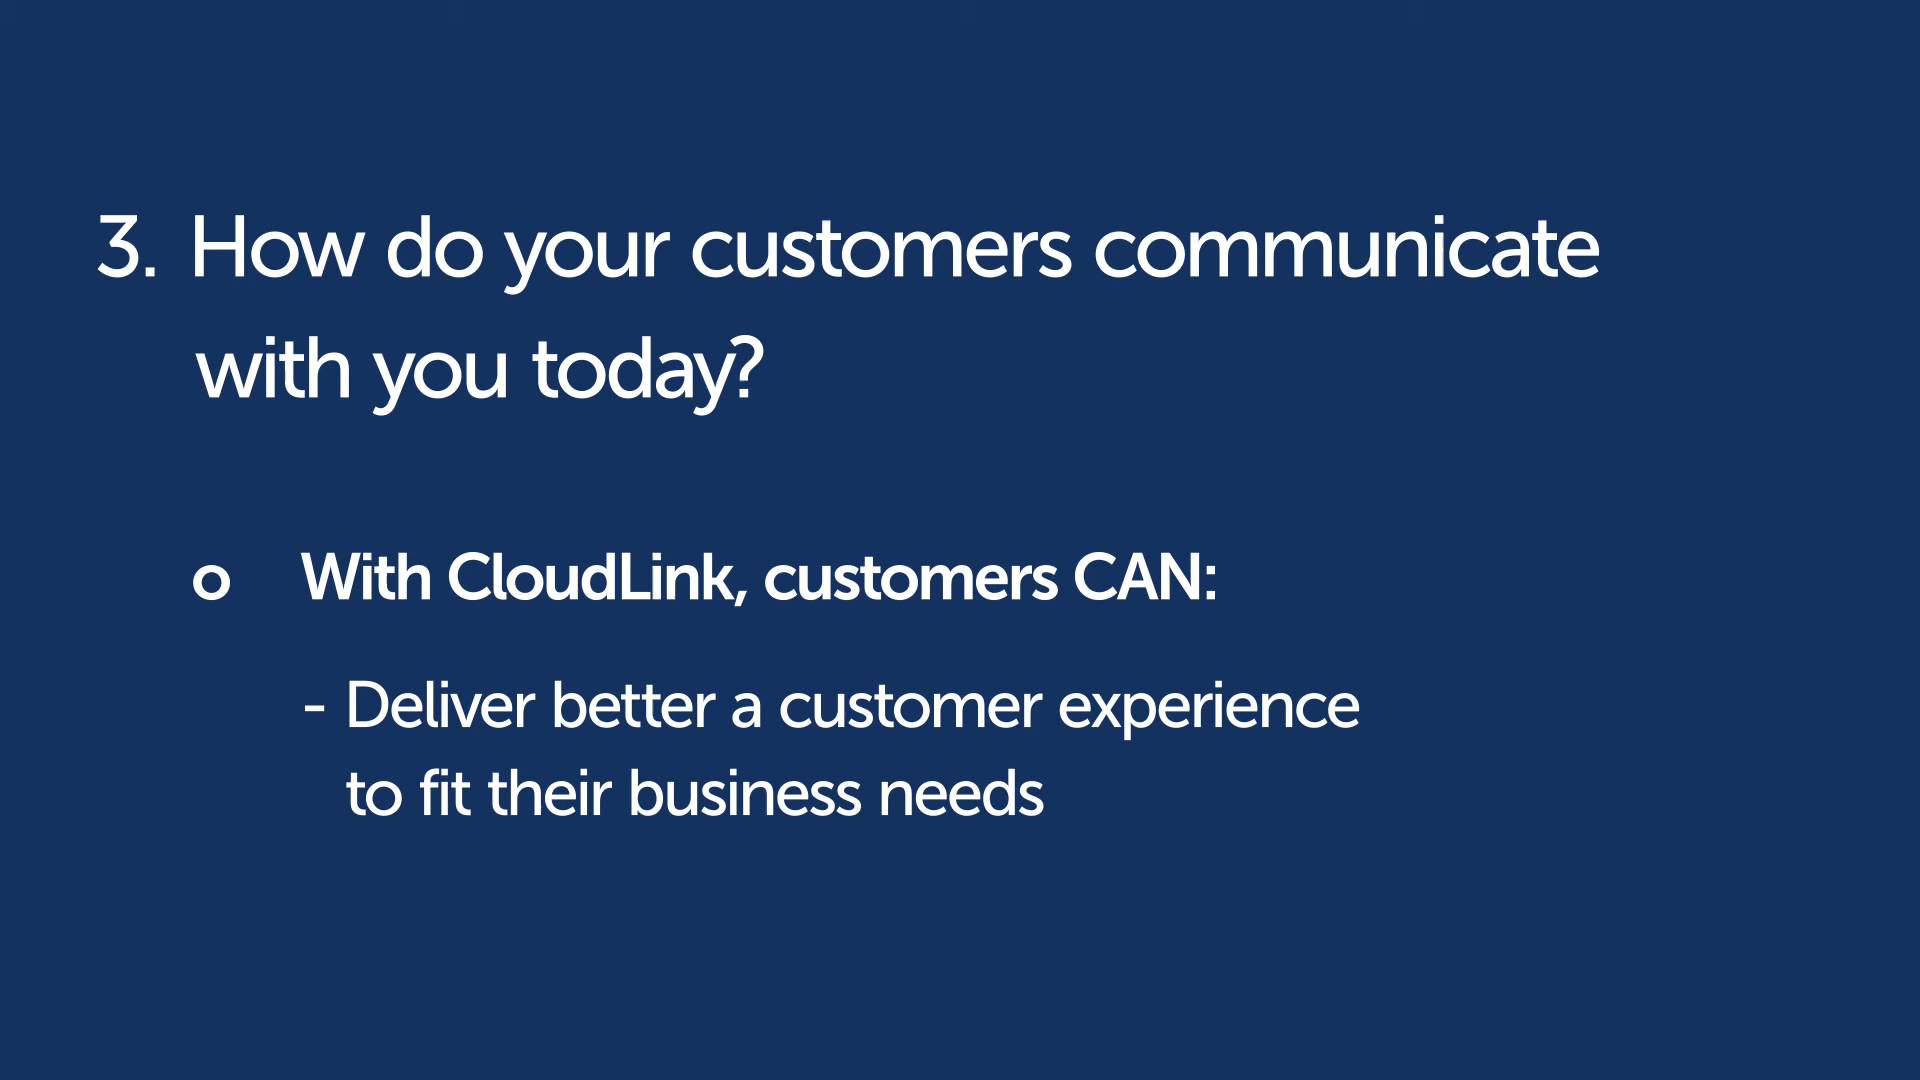 3. How do your customers communicate
with you today?
o With CloudLink, customers CAN:
- Deliver better a customer experience
to fit their business needs